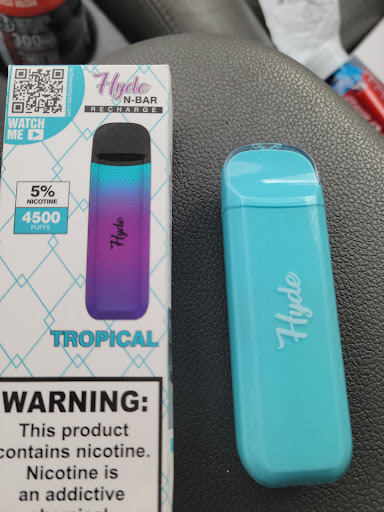 Hyde
N-BAR
RECHARGE
WATCH
ME
5%
NICOTINE
4500
PUFFS
Hyde
TROPICAL
WARNING:
This product
contains nicotine.
Nicotine is
an addictive
Hyde
300